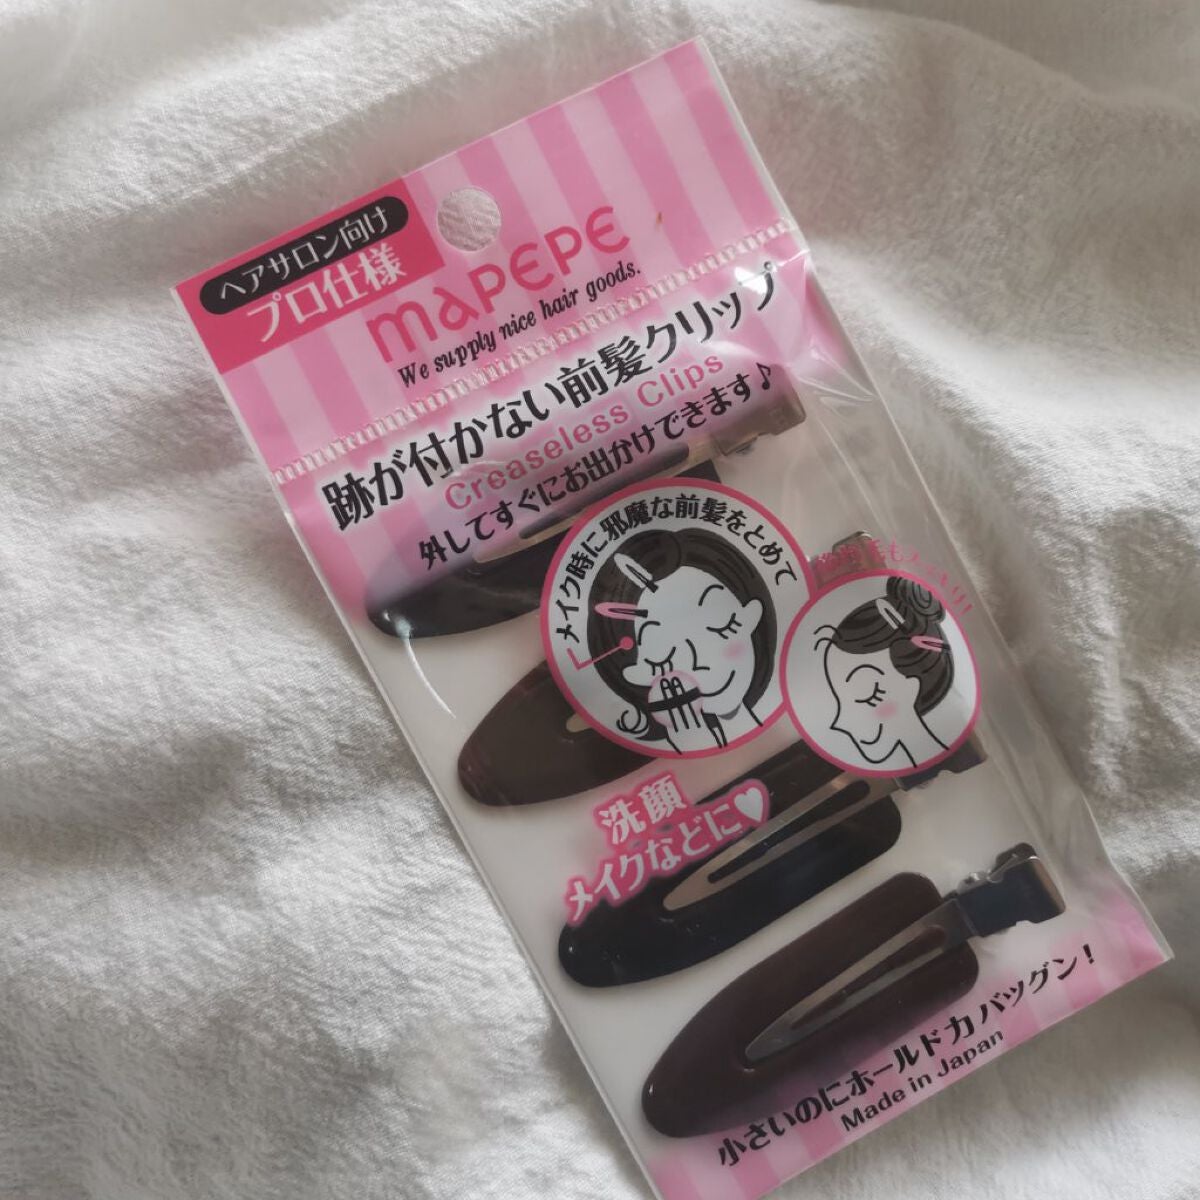 ヘアサロン向け
プロ仕様
mAPEPE
We supply nice hair goods.
跡が付かない前髪クリップ
Creaseless Clips
外してすぐにお出かけできます♪
メイク時に邪魔な前髪をとめて
洗顔
メイクなどに♥
小さいのにホールド力バツグン!
Made in Japan